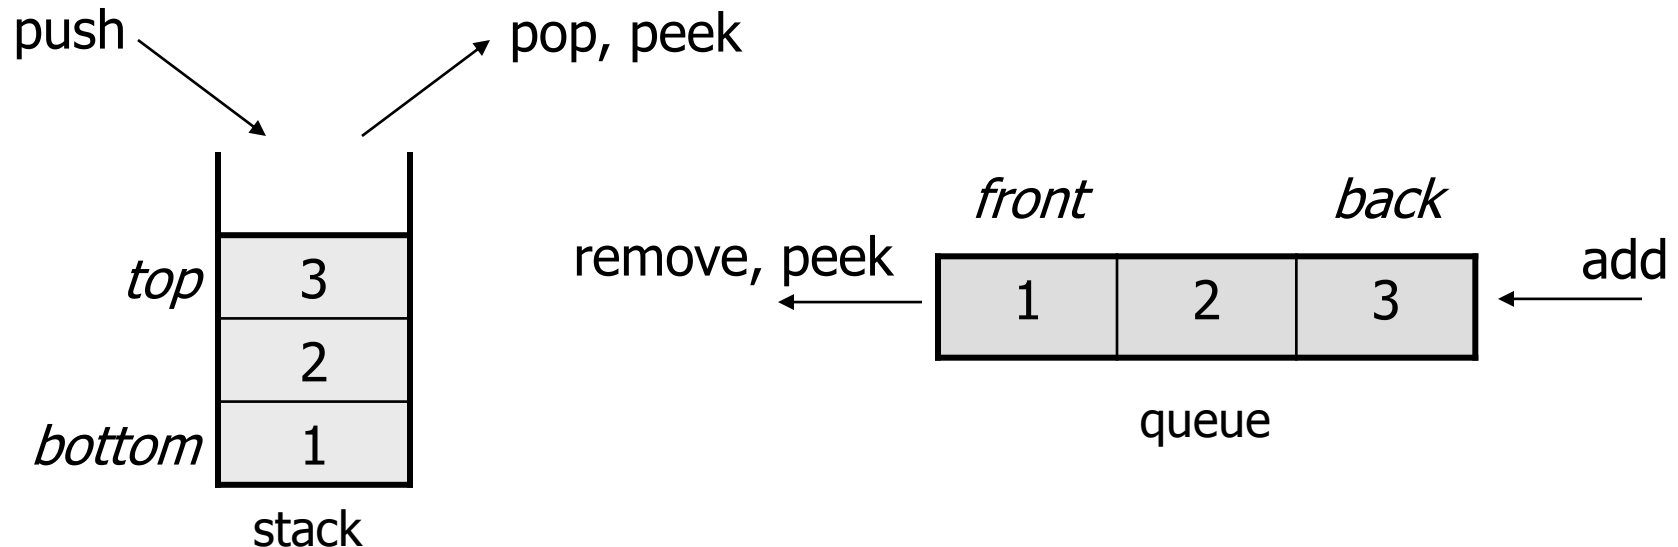 push
pop, peek
top
3
2
bottom
1
stack
front
back
remove, peek
1
2
3
add
queue